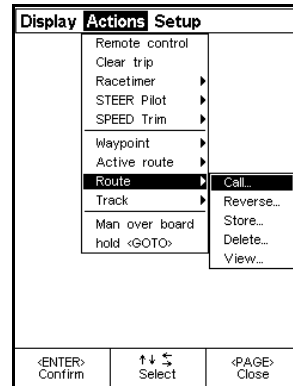 Display Actions Setup
Remote control
Clear trip
Racetimer
STEER Pilot
SPEED Trim
Waypoint
Active route
Route
Call...
Track
Reverse...
Man over board
Store...
hold <GOTO>
Delete...
View...
<ENTER> ↑↓ ⇆ <PAGE>
Confirm Select Close